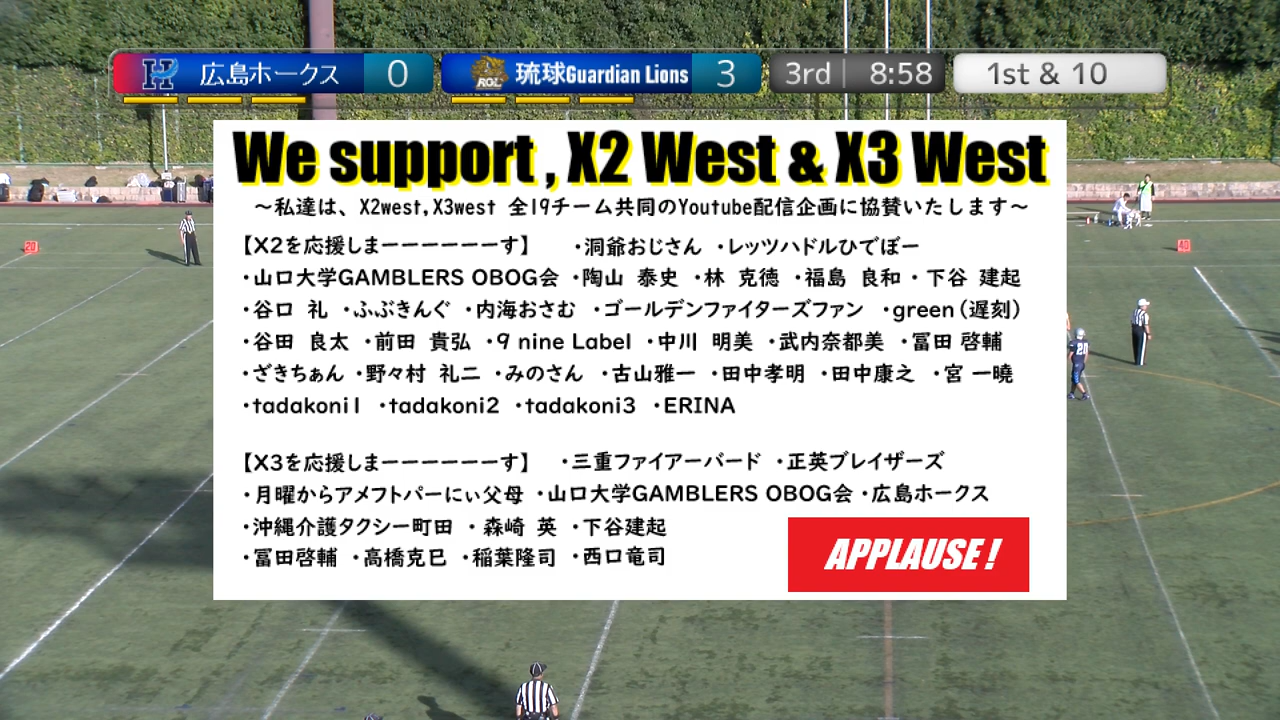 広島ホークス 0 RGL 琉球Guardian Lions 3 3rd 8:58 1st & 10
We support , X2 West & X3 West
～私達は、X2west,X3west 全19チーム共同のYoutube配信企画に協賛いたします～
【X2を応援しまーーーーーーす】 ・洞爺おじさん ・レッツハドルひでぼー
・山口大学GAMBLERS OBOG会 ・陶山 泰史 ・林 克徳 ・福島 良和 ・下谷 建起
・谷口 礼 ・ふぶきんぐ ・内海おさむ ・ゴールデンファイターズファン ・green（遅刻）
・谷田 良太 ・前田 貴弘 ・9 nine Label ・中川 明美 ・武内奈都美 ・冨田 啓輔
・ざきちぁん ・野々村 礼二 ・みのさん ・古山雅一 ・田中孝明 ・田中康之 ・宮 一曉
・tadakoni1 ・tadakoni2 ・tadakoni3 ・ERINA
【X3を応援しまーーーーーーす】 ・三重ファイアーバード ・正英ブレイザーズ
・月曜からアメフトパーにぃ父母 ・山口大学GAMBLERS OBOG会 ・広島ホークス
・沖縄介護タクシー町田 ・森崎 英 ・下谷建起
・冨田啓輔 ・高橋克巳 ・稲葉隆司 ・西口竜司
APPLAUSE!
20
40
20